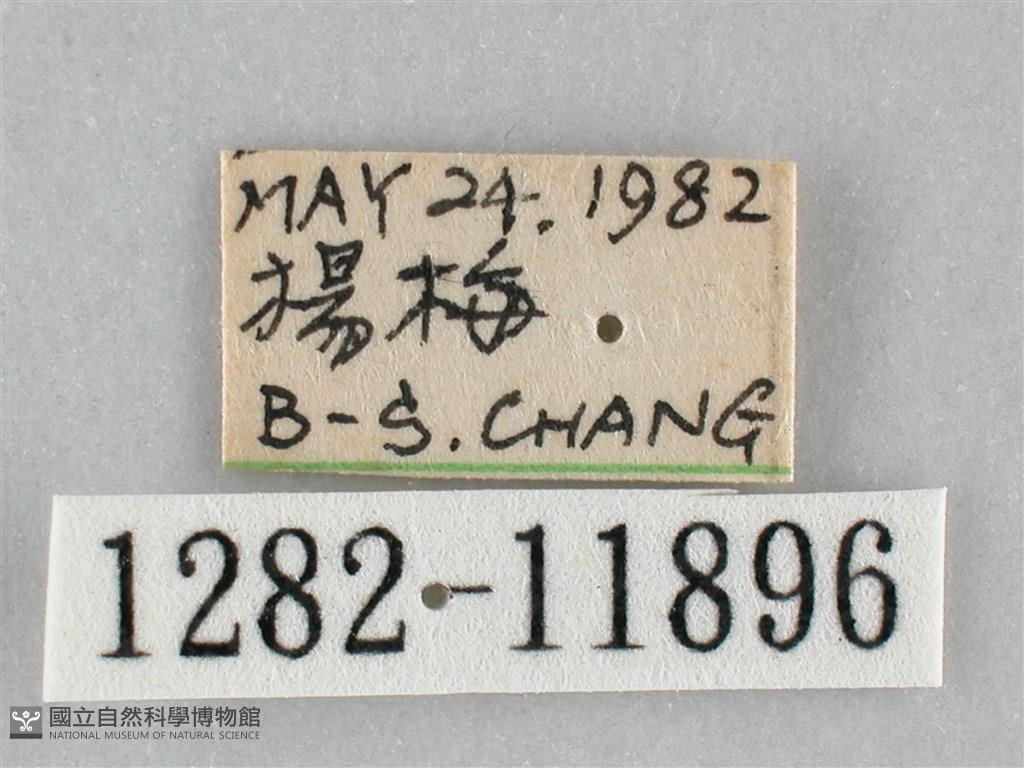 MAY 24. 1982
楊梅
B-S. CHANG
1282-11896
國立自然科學博物館
NATIONAL MUSEUM OF NATURAL SCIENCE